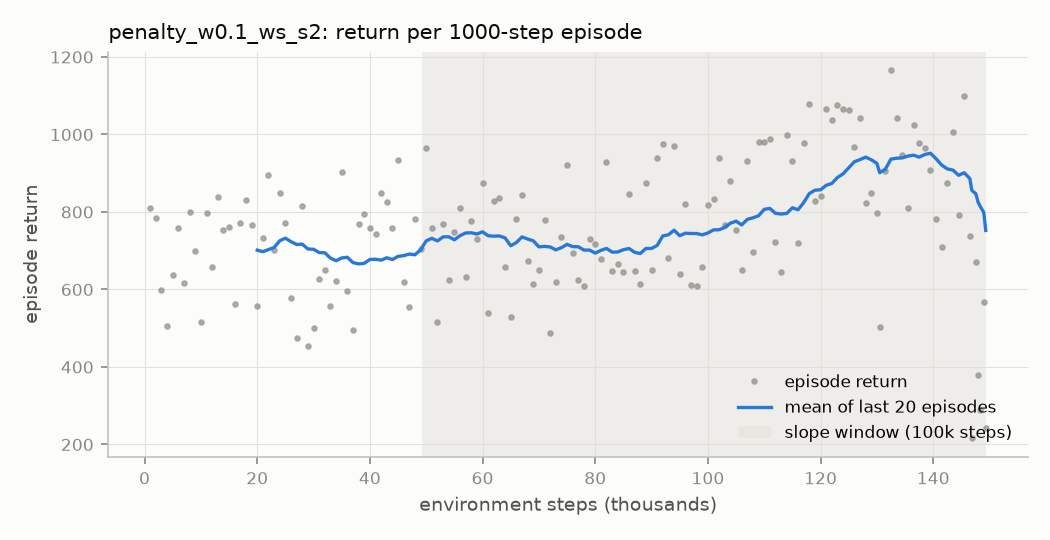 penalty_w0.1_ws_s2: return per 1000-step episode
1200
1000
800
600
400
200
episode return
episode return
mean of last 20 episodes
slope window (100k steps)
0
20
40
60
80
100
120
140
environment steps (thousands)